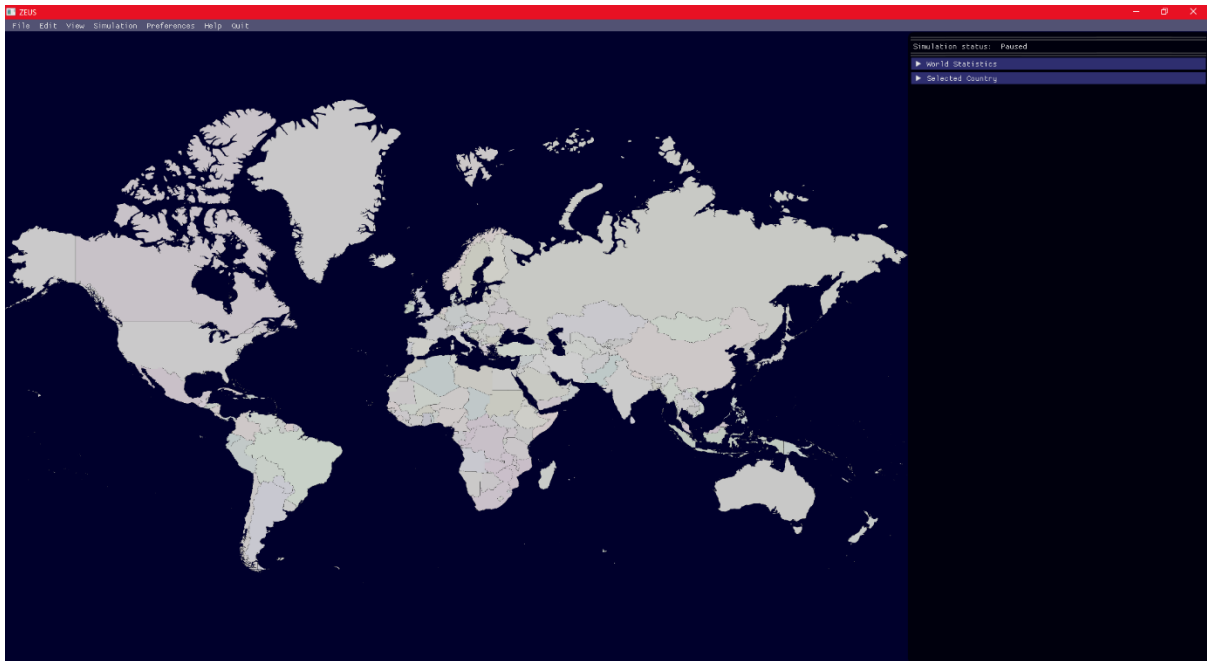 ZEUS
File Edit View Simulation Preferences Help Quit
Simulation status: Paused
World Statistics
Selected Country